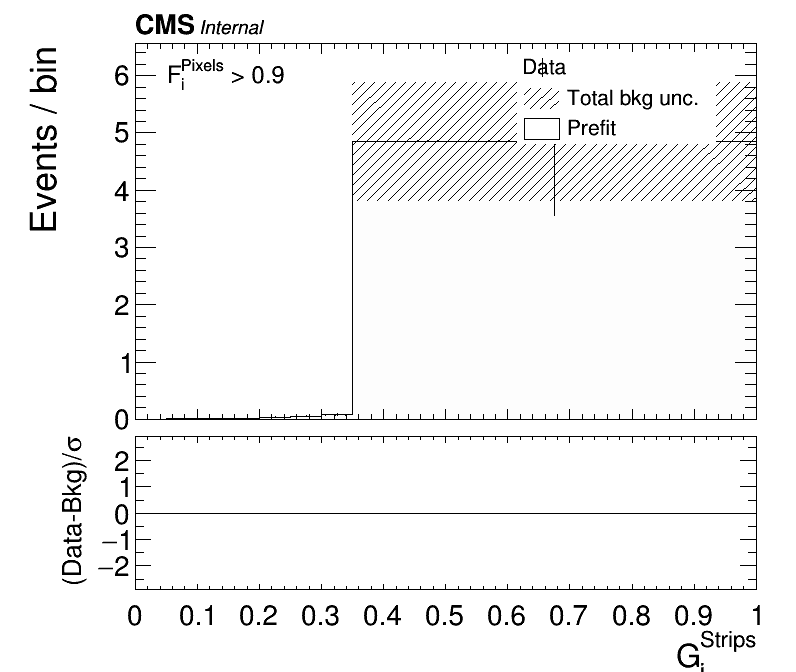 CMS Internal
F_i^Pixels > 0.9
Data
Total bkg unc.
Prefit
Events / bin
6
5
4
3
2
1
0
(Data-Bkg)/σ
2
1
0
−1
−2
0 0.1 0.2 0.3 0.4 0.5 0.6 0.7 0.8 0.9 1
G_i^Strips